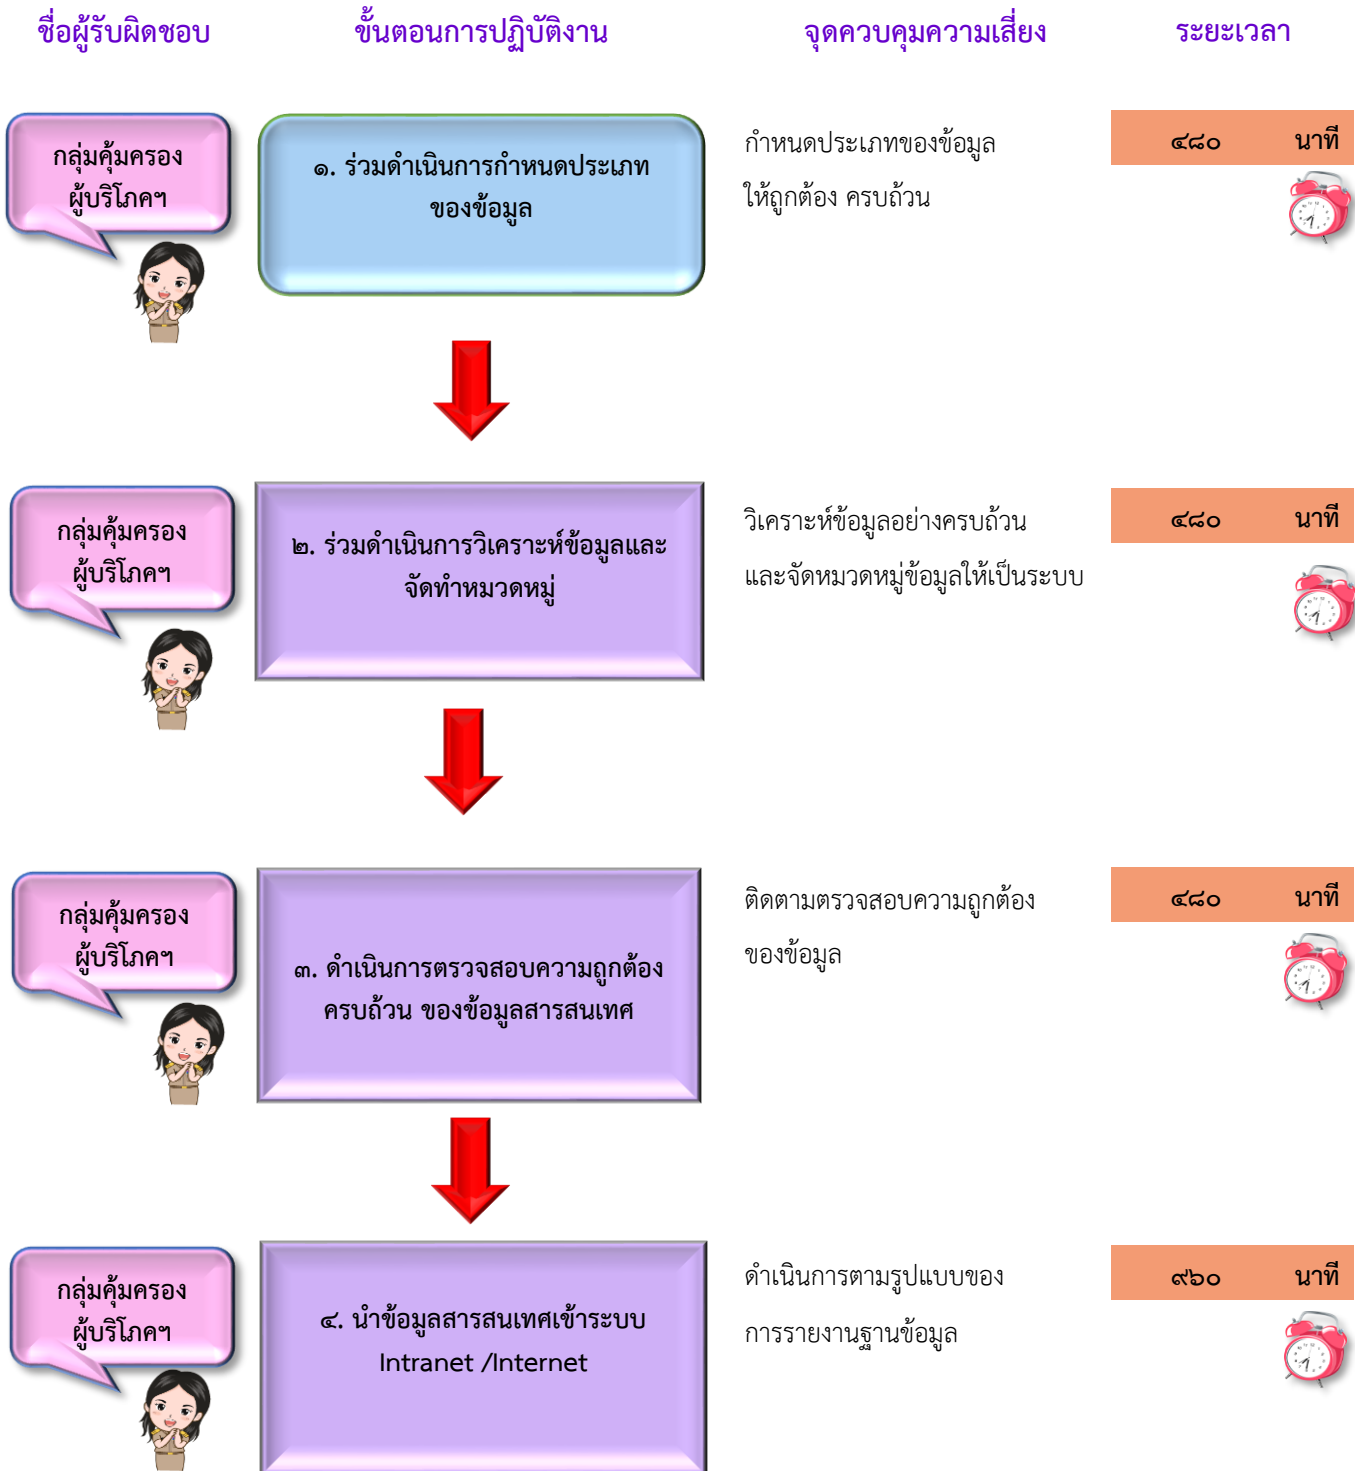 ชื่อผู้รับผิดชอบ ขั้นตอนการปฏิบัติงาน จุดควบคุมความเสี่ยง ระยะเวลา
กลุ่มคุ้มครอง
ผู้บริโภคฯ
๑. ร่วมดำเนินการกำหนดประเภท
ของข้อมูล
กำหนดประเภทของข้อมูล
ให้ถูกต้อง ครบถ้วน
๔๘๐ นาที
กลุ่มคุ้มครอง
ผู้บริโภคฯ
๒. ร่วมดำเนินการวิเคราะห์ข้อมูลและ
จัดทำหมวดหมู่
วิเคราะห์ข้อมูลอย่างครบถ้วน
และจัดหมวดหมู่ข้อมูลให้เป็นระบบ
๔๘๐ นาที
กลุ่มคุ้มครอง
ผู้บริโภคฯ
๓. ดำเนินการตรวจสอบความถูกต้อง
ครบถ้วน ของข้อมูลสารสนเทศ
ติดตามตรวจสอบความถูกต้อง
ของข้อมูล
๔๘๐ นาที
กลุ่มคุ้มครอง
ผู้บริโภคฯ
๔. นำข้อมูลสารสนเทศเข้าระบบ
Intranet /Internet
ดำเนินการตามรูปแบบของ
การรายงานฐานข้อมูล
๙๖๐ นาที